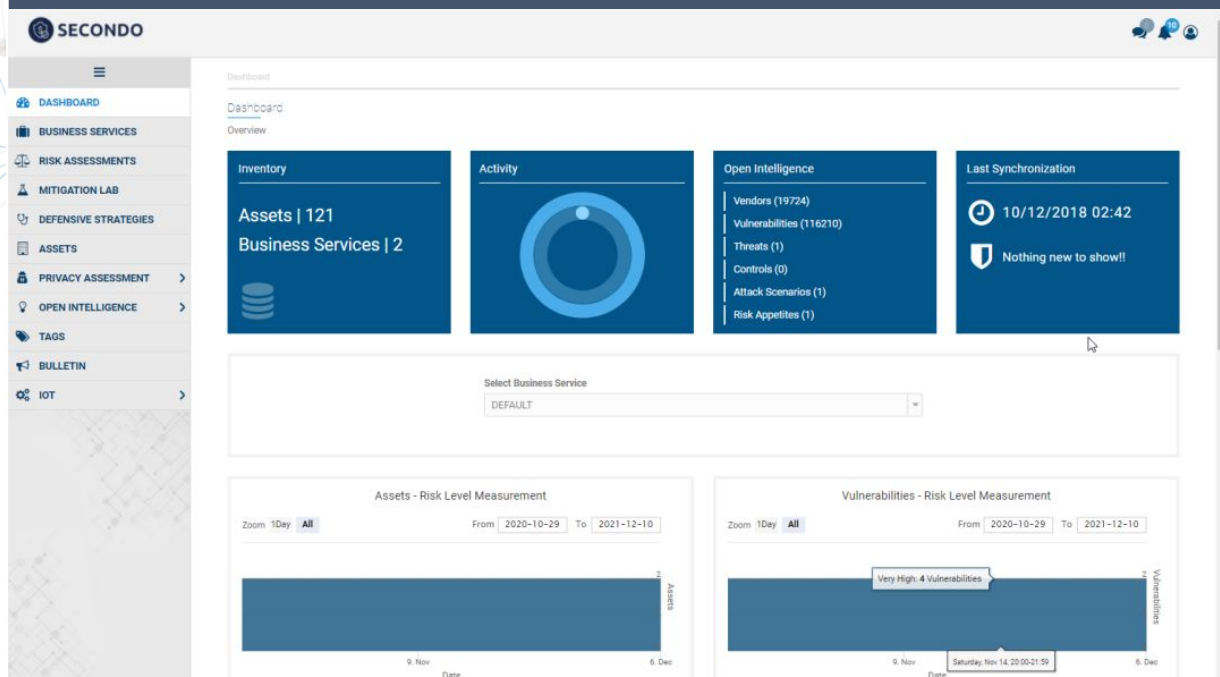 SECONDO
10
DASHBOARD
BUSINESS SERVICES
RISK ASSESSMENTS
MITIGATION LAB
DEFENSIVE STRATEGIES
ASSETS
PRIVACY ASSESSMENT
OPEN INTELLIGENCE
TAGS
BULLETIN
IOT
Dashboard
Dashboard
Overview
Inventory
Assets | 121
Business Services | 2
Activity
Open Intelligence
Vendors (19724)
Vulnerabilities (116210)
Threats (1)
Controls (0)
Attack Scenarios (1)
Risk Appetites (1)
Last Synchronization
10/12/2018 02:42
Nothing new to show!!
Select Business Service
DEFAULT
Assets - Risk Level Measurement
Zoom 1Day All From 2020-10-29 To 2021-12-10
2
Assets
9. Nov 6. Dec
Date
Vulnerabilities - Risk Level Measurement
Zoom 1Day All From 2020-10-29 To 2021-12-10
Very High: 4 Vulnerabilities
2
Vulnerabilities
9. Nov Saturday, Nov 14, 20:00-21:59 6. Dec
Date